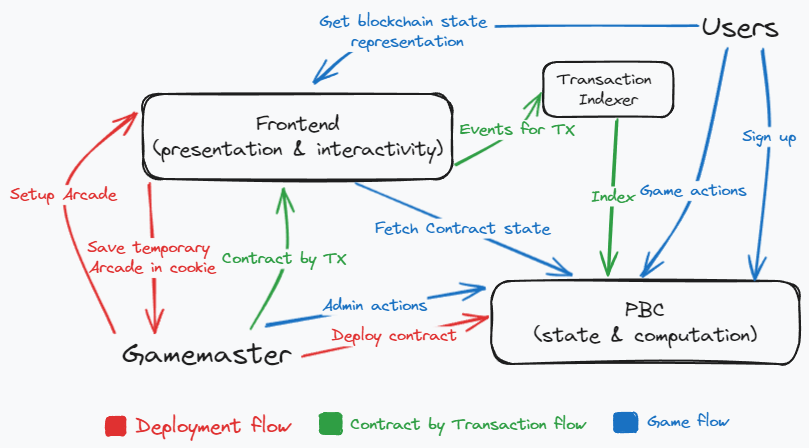 Get blockchain state
representation
Users
Transaction
Indexer
Frontend
(presentation & interactivity)
Events for TX
Sign up
Setup Arcade
Game actions
Index
Fetch Contract state
Save temporary
Arcade in cookie
Contract by TX
Admin actions
PBC
(state & computation)
Deploy contract
Gamemaster
Deployment flow
Contract by Transaction flow
Game flow